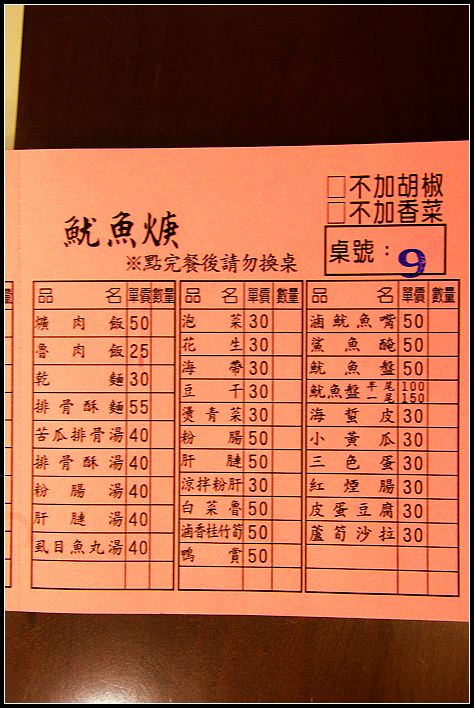 □不加胡椒
□不加香菜
魷魚焿
※點完餐後請勿換桌
桌號：9
品名 單價 數量
爌肉飯 50
魯肉飯 25
乾麵 30
排骨酥麵 55
苦瓜排骨湯 40
排骨酥湯 40
粉腸湯 40
肝腱湯 40
虱目魚丸湯 40
品名 單價 數量
泡菜 30
花生 30
海帶 30
豆干 30
燙青菜 30
粉腸 50
肝腱 50
涼拌粉肝 30
白菜魯 50
滷香桂竹筍 50
鴨賞 50
品名 單價 數量
滷魷魚嘴 50
鯊魚醃 50
魷魚盤 50
魷魚盤 半尾 100
一尾 150
海蜇皮 30
小黃瓜 30
三色蛋 30
紅煙腸 30
皮蛋豆腐 30
蘆筍沙拉 30